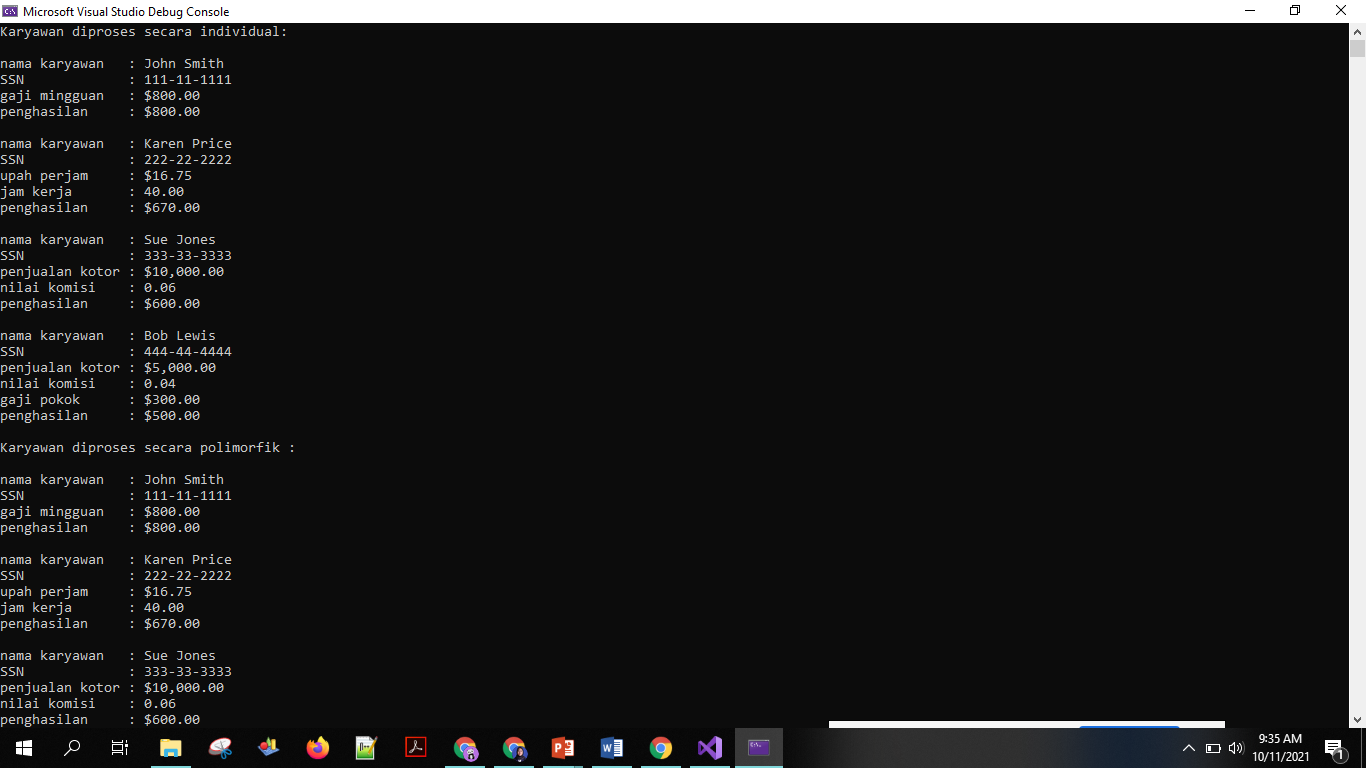 Microsoft Visual Studio Debug Console
Karyawan diproses secara individual:
nama karyawan   : John Smith
SSN             : 111-11-1111
gaji mingguan   : $800.00
penghasilan     : $800.00
nama karyawan   : Karen Price
SSN             : 222-22-2222
upah perjam     : $16.75
jam kerja       : 40.00
penghasilan     : $670.00
nama karyawan   : Sue Jones
SSN             : 333-33-3333
penjualan kotor : $10,000.00
nilai komisi    : 0.06
penghasilan     : $600.00
nama karyawan   : Bob Lewis
SSN             : 444-44-4444
penjualan kotor : $5,000.00
nilai komisi    : 0.04
gaji pokok      : $300.00
penghasilan     : $500.00
Karyawan diproses secara polimorfik :
nama karyawan   : John Smith
SSN             : 111-11-1111
gaji mingguan   : $800.00
penghasilan     : $800.00
nama karyawan   : Karen Price
SSN             : 222-22-2222
upah perjam     : $16.75
jam kerja       : 40.00
penghasilan     : $670.00
nama karyawan   : Sue Jones
SSN             : 333-33-3333
penjualan kotor : $10,000.00
nilai komisi    : 0.06
penghasilan     : $600.00
9:35 AM
10/11/2021
1